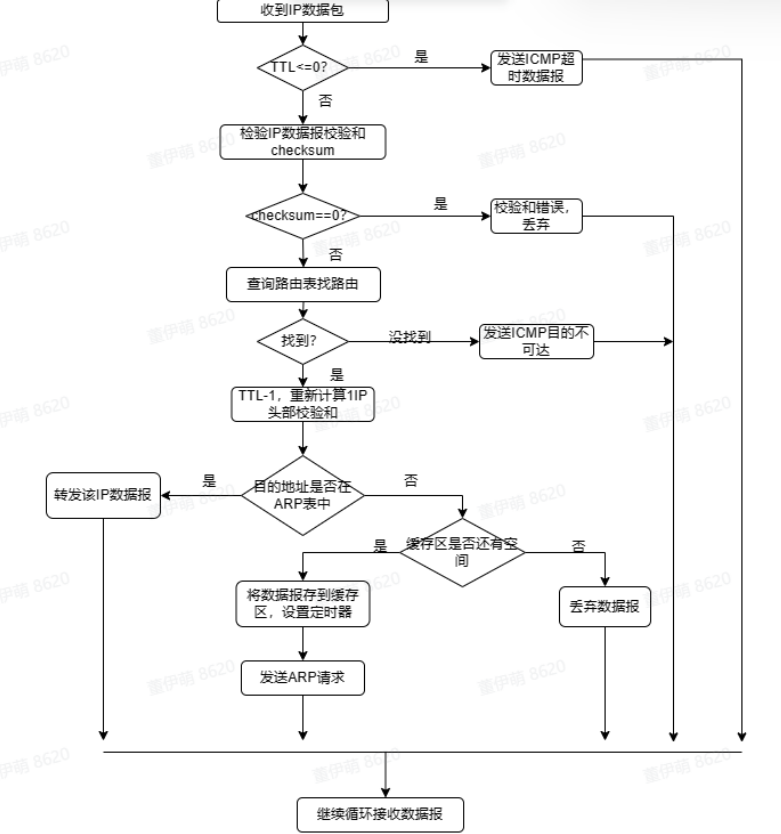 收到IP数据包
TTL<=0?
是
发送ICMP超
时数据报
否
检验IP数据报校验和
checksum
checksum==0?
是
校验和错误，
丢弃
否
查询路由表找路由
找到?
没找到
发送ICMP目的不
可达
是
TTL-1，重新计算1IP
头部校验和
目的地址是否在
ARP表中
是
转发该IP数据报
否
缓存区是否还有空
间
是
否
将数据报存到缓存
区，设置定时器
丢弃数据报
发送ARP请求
继续循环接收数据报
董伊萌 8620